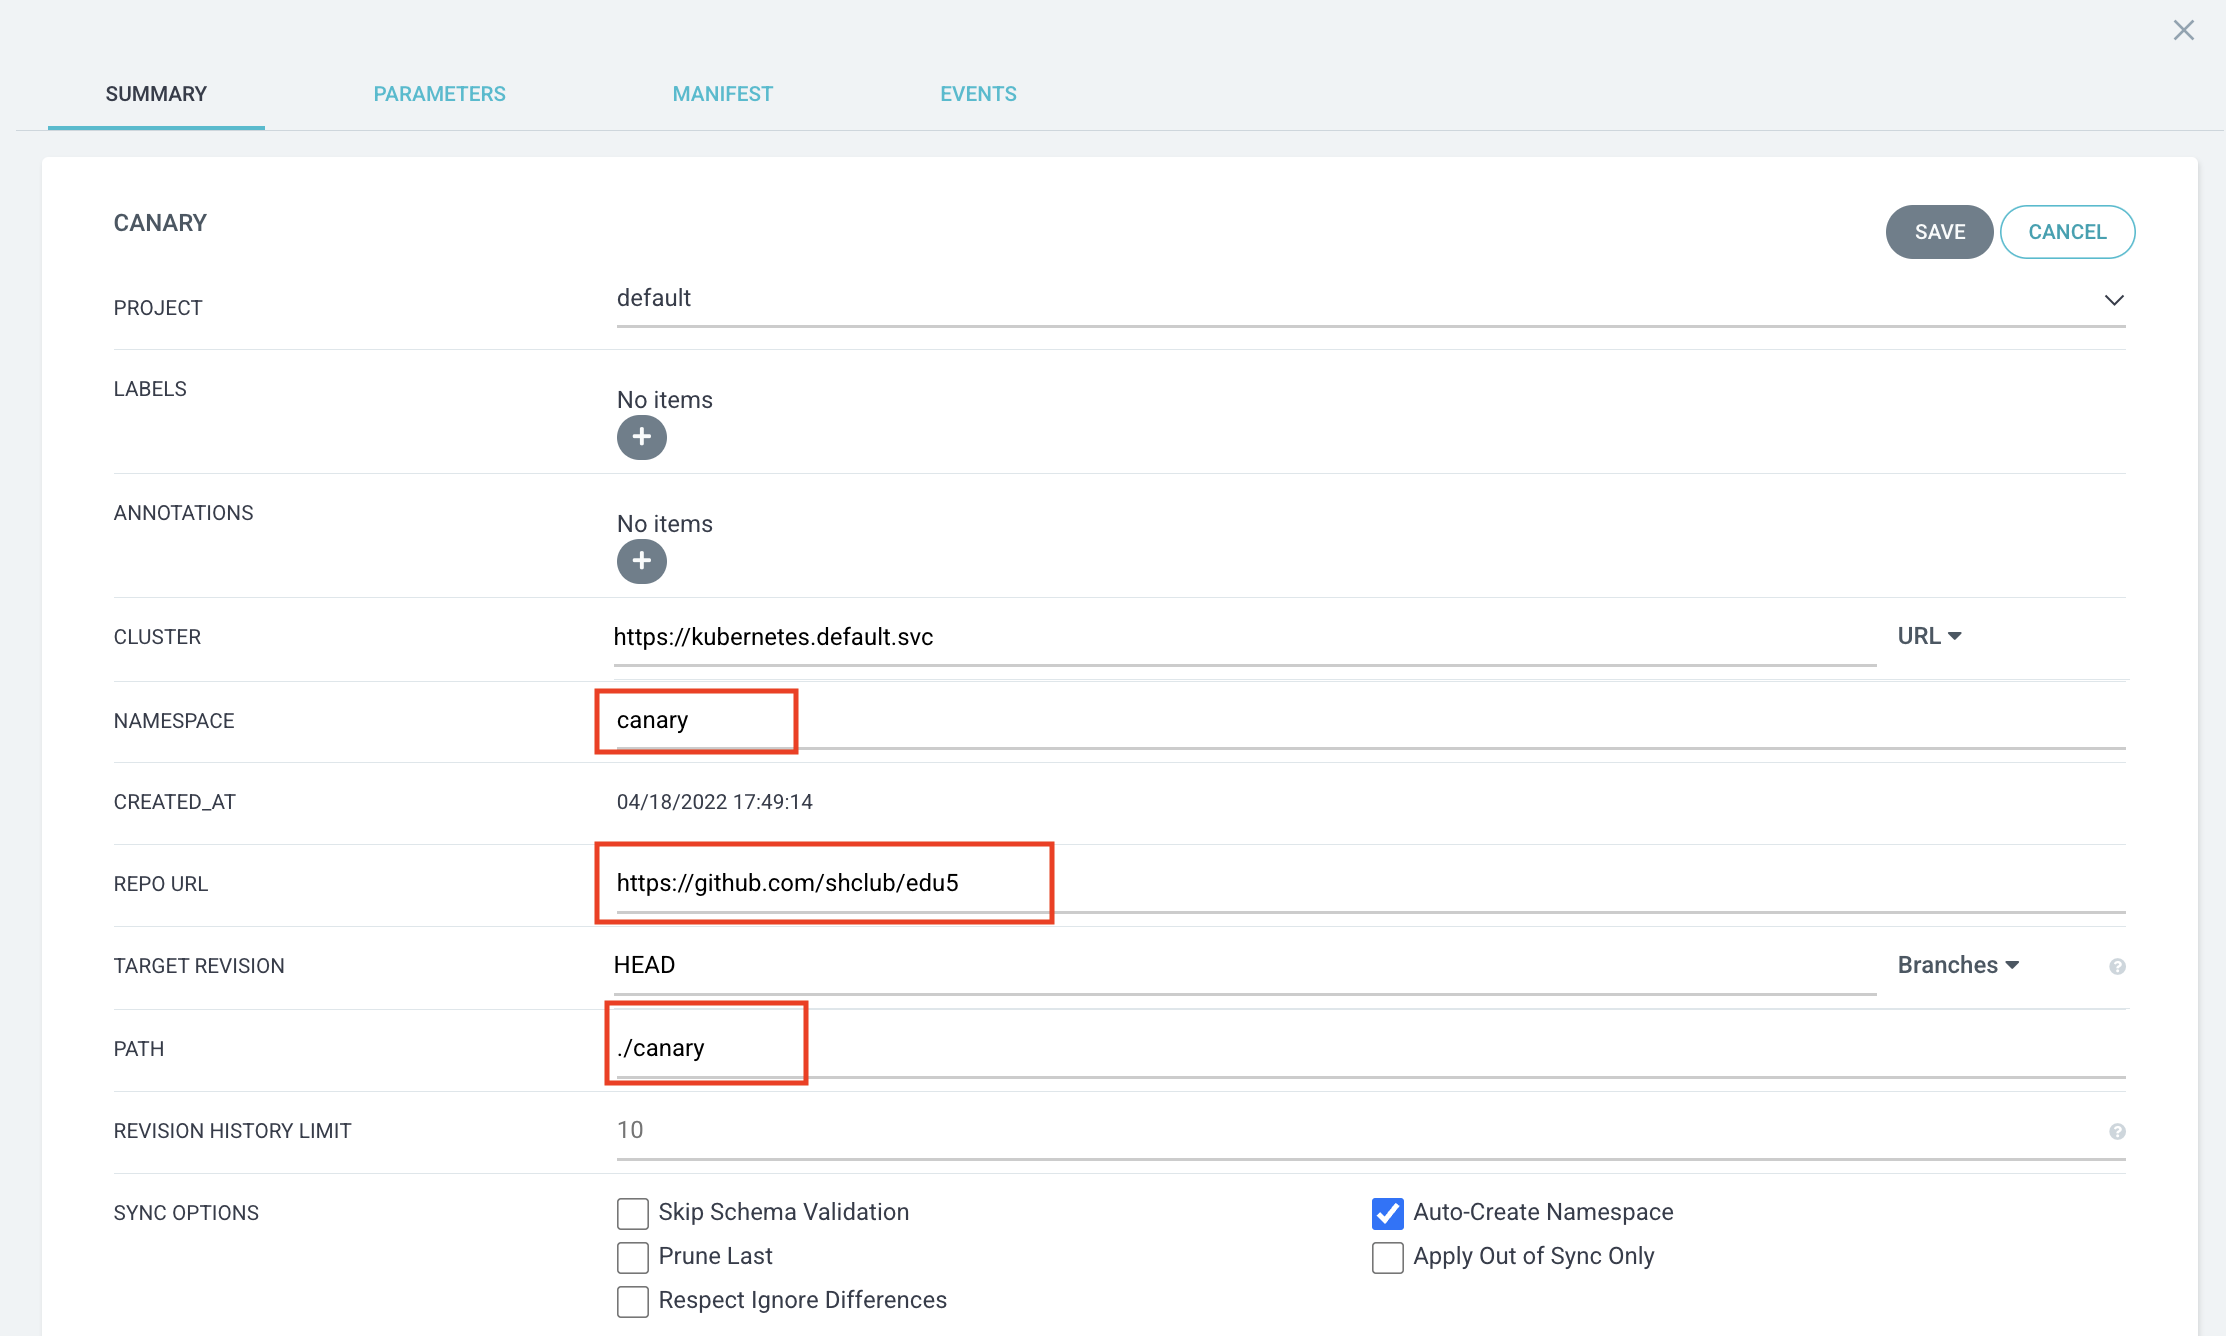 SUMMARY PARAMETERS MANIFEST EVENTS
CANARY
SAVE CANCEL
PROJECT default
LABELS No items
ANNOTATIONS No items
CLUSTER https://kubernetes.default.svc URL
NAMESPACE canary
CREATED_AT 04/18/2022 17:49:14
REPO URL https://github.com/shclub/edu5
TARGET REVISION HEAD Branches
PATH ./canary
REVISION HISTORY LIMIT 10
SYNC OPTIONS Skip Schema Validation Auto-Create Namespace
Prune Last Apply Out of Sync Only
Respect Ignore Differences